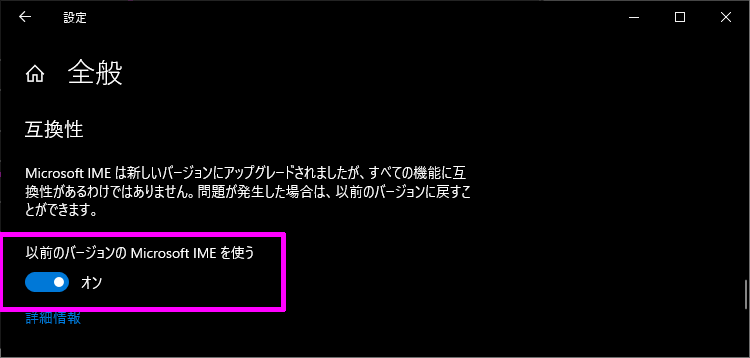 設定
全般
互換性
Microsoft IME は新しいバージョンにアップグレードされましたが、すべての機能に互
換性があるわけではありません。問題が発生した場合は、以前のバージョンに戻すこ
とができます。
以前のバージョンの Microsoft IME を使う
オン
詳細情報